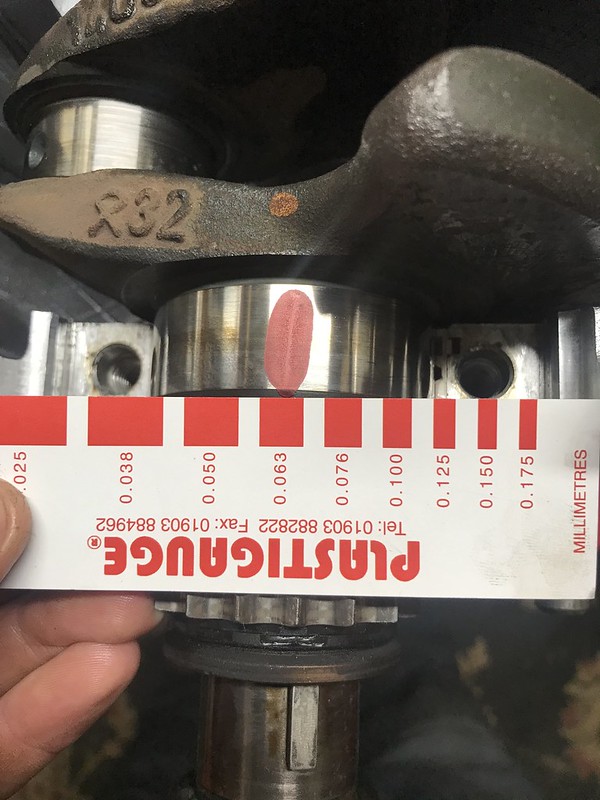 R32
.025 0.038 0.050 0.063 0.076 0.100 0.125 0.150 0.175
MILLIMETRES
PLASTIGAUGE®
Tel: 01903 882822 Fax: 01903 884962